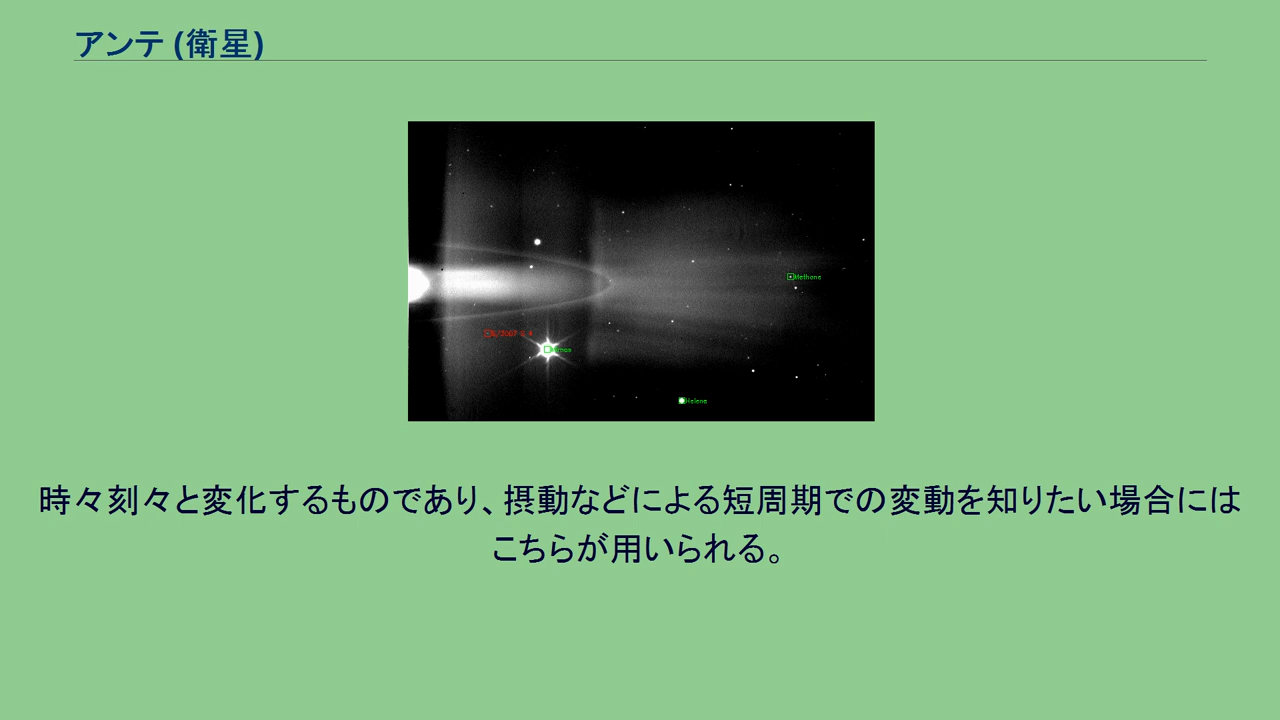 アンテ (衛星)
Methone
S/2007 S 4
Helene
時々刻々と変化するものであり、摂動などによる短周期での変動を知りたい場合には
こちらが用いられる。